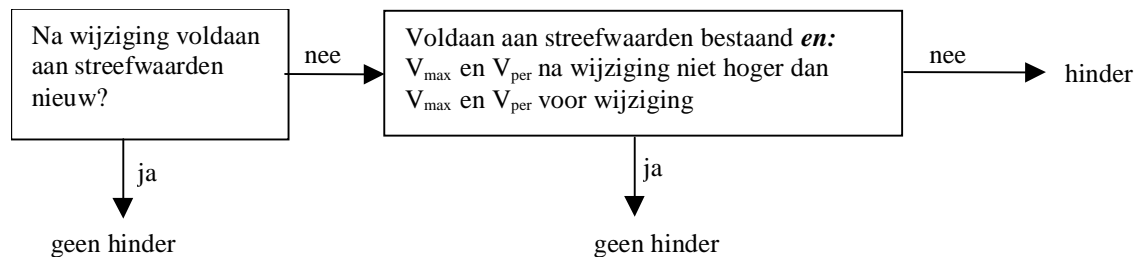 Na wijziging voldaan
aan streefwaarden
nieuw?
nee
Voldaan aan streefwaarden bestaand en:
Vmax en Vper na wijziging niet hoger dan
Vmax en Vper voor wijziging
nee
hinder
ja
geen hinder
ja
geen hinder